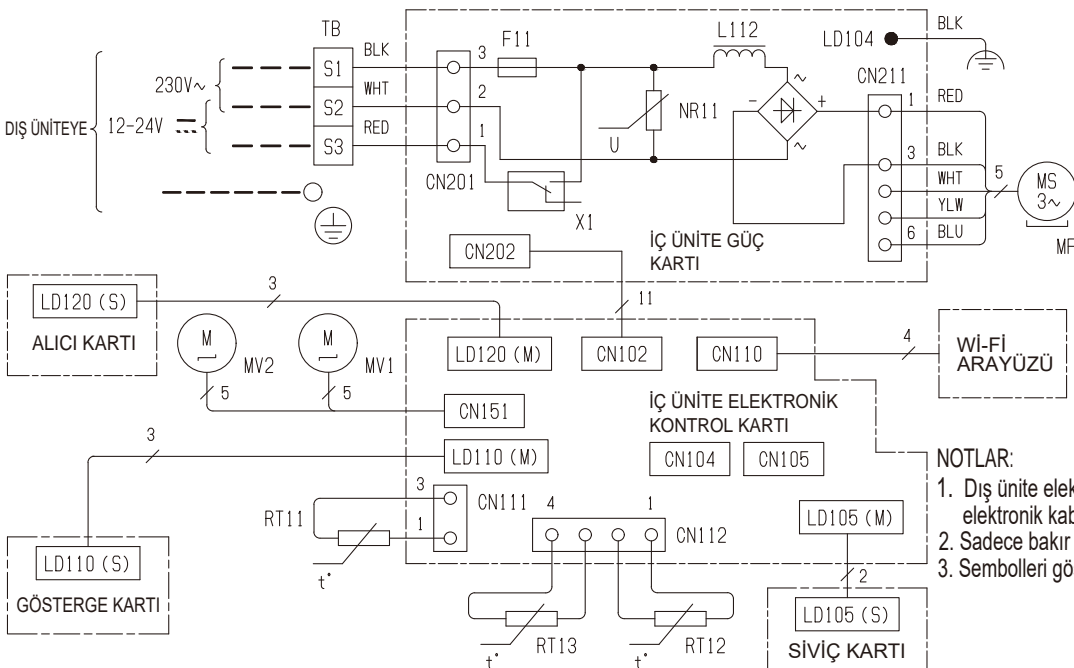 TB
BLK
F11
L112
LD104
BLK
S1
3
CN211
230V~
WHT
S2
2
1
RED
DIŞ ÜNİTEYE
12-24V
NR11
- ~ + ~
U
RED
S3
1
3
BLK
5
CN201
WHT
MS
3~
X1
YLW
CN202
İÇ ÜNİTE GÜÇ
KARTI
6
BLU
MF
LD120 (S)
3
11
ALICI KARTI
M
MV2
M
MV1
LD120 (M)
CN102
CN110
4
Wİ-Fİ
ARAYÜZÜ
5
5
CN151
İÇ ÜNİTE ELEKTRONİK
KONTROL KARTI
3
LD110 (M)
CN104
CN105
NOTLAR:
1. Dış ünite elek
elektronik kab
2. Sadece bakır
3. Sembolleri gö
RT11
3
CN111
1
4
1
CN112
LD105 (M)
t°
LD110 (S)
GÖSTERGE KARTI
2
LD105 (S)
SİVİÇ KARTI
RT13
t°
RT12
t°